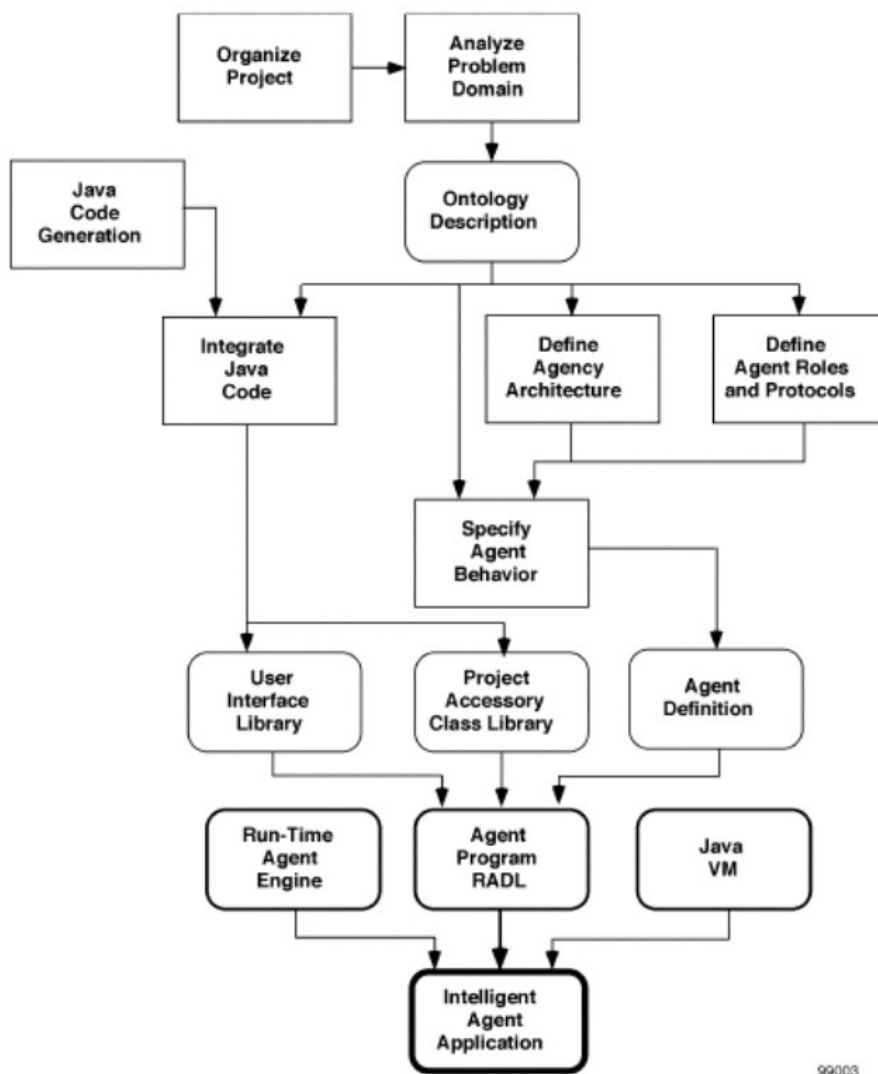 Organize
Project
Analyze
Problem
Domain
Java
Code
Generation
Ontology
Description
Integrate
Java
Code
Define
Agency
Architecture
Define
Agent Roles
and Protocols
Specify
Agent
Behavior
User
Interface
Library
Project
Accessory
Class Library
Agent
Definition
Run-Time
Agent
Engine
Agent
Program
RADL
Java
VM
Intelligent
Agent
Application
99003